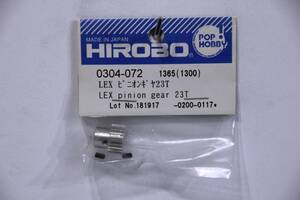 MADE IN JAPAN
HIROBO
POP
HOBBY
0304-072 1365(1300)
LEX ピニオンギヤ23T
LEX pinion gear 23T
Lot No.181917 -0200-0117*